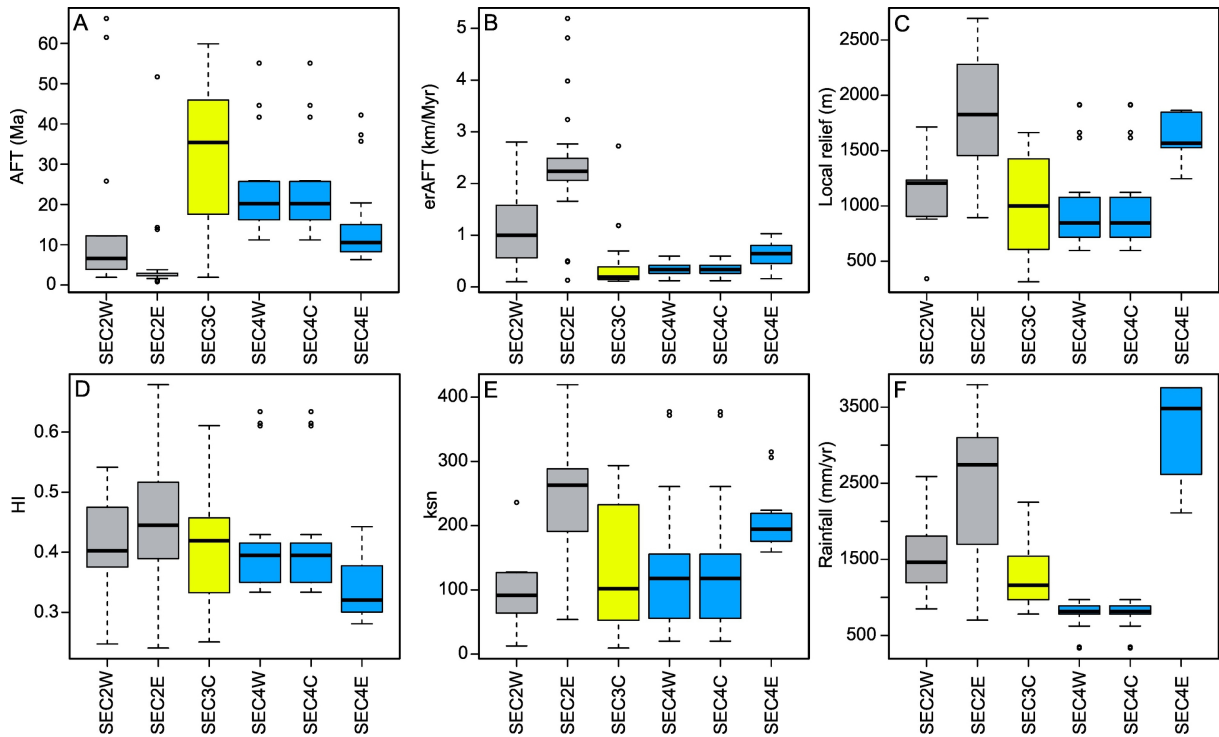 A
AFT (Ma)
60
50
40
30
20
10
0
SEC2W
SEC2E
SEC3C
SEC4W
SEC4C
SEC4E
B
erAFT (km/Myr)
5
4
3
2
1
0
SEC2W
SEC2E
SEC3C
SEC4W
SEC4C
SEC4E
C
Local relief (m)
2500
2000
1500
1000
500
SEC2W
SEC2E
SEC3C
SEC4W
SEC4C
SEC4E
D
HI
0.6
0.5
0.4
0.3
SEC2W
SEC2E
SEC3C
SEC4W
SEC4C
SEC4E
E
ksn
400
300
200
100
0
SEC2W
SEC2E
SEC3C
SEC4W
SEC4C
SEC4E
F
Rainfall (mm/yr)
3500
2500
1500
500
SEC2W
SEC2E
SEC3C
SEC4W
SEC4C
SEC4E